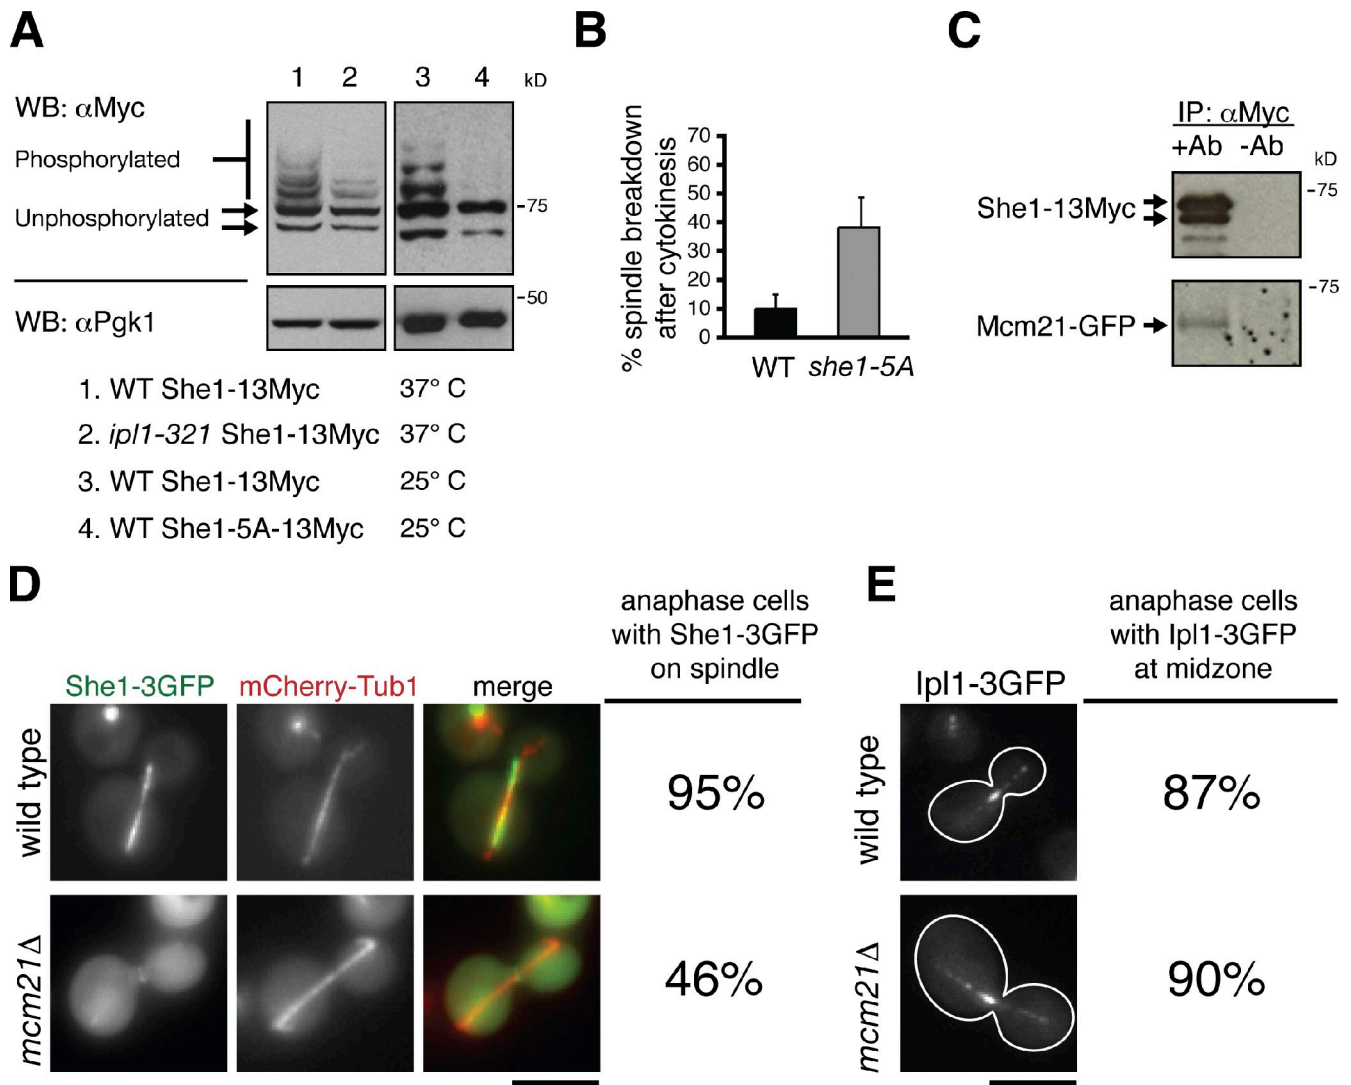 A
1 2 3 4 kD
WB: αMyc
Phosphorylated
Unphosphorylated
-75
-50
WB: αPgk1
1. WT She1-13Myc 37° C
2. ipl1-321 She1-13Myc 37° C
3. WT She1-13Myc 25° C
4. WT She1-5A-13Myc 25° C
B
% spindle breakdown
after cytokinesis
70
60
50
40
30
20
10
0
WT she1-5A
C
IP: αMyc
+Ab -Ab
kD
-75
She1-13Myc
-75
Mcm21-GFP
D
anaphase cells
with She1-3GFP
on spindle
She1-3GFP mCherry-Tub1 merge
wild type
95%
mcm21Δ
46%
E
anaphase cells
with Ipl1-3GFP
at midzone
Ipl1-3GFP
wild type
87%
mcm21Δ
90%